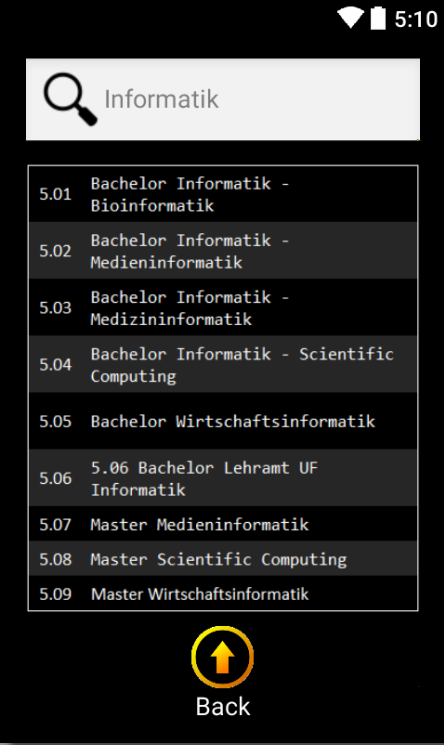 5:10
Informatik
5.01 Bachelor Informatik -
Bioinformatik
5.02 Bachelor Informatik -
Medieninformatik
5.03 Bachelor Informatik -
Medizininformatik
5.04 Bachelor Informatik - Scientific
Computing
5.05 Bachelor Wirtschaftsinformatik
5.06 5.06 Bachelor Lehramt UF
Informatik
5.07 Master Medieninformatik
5.08 Master Scientific Computing
5.09 Master Wirtschaftsinformatik
Back